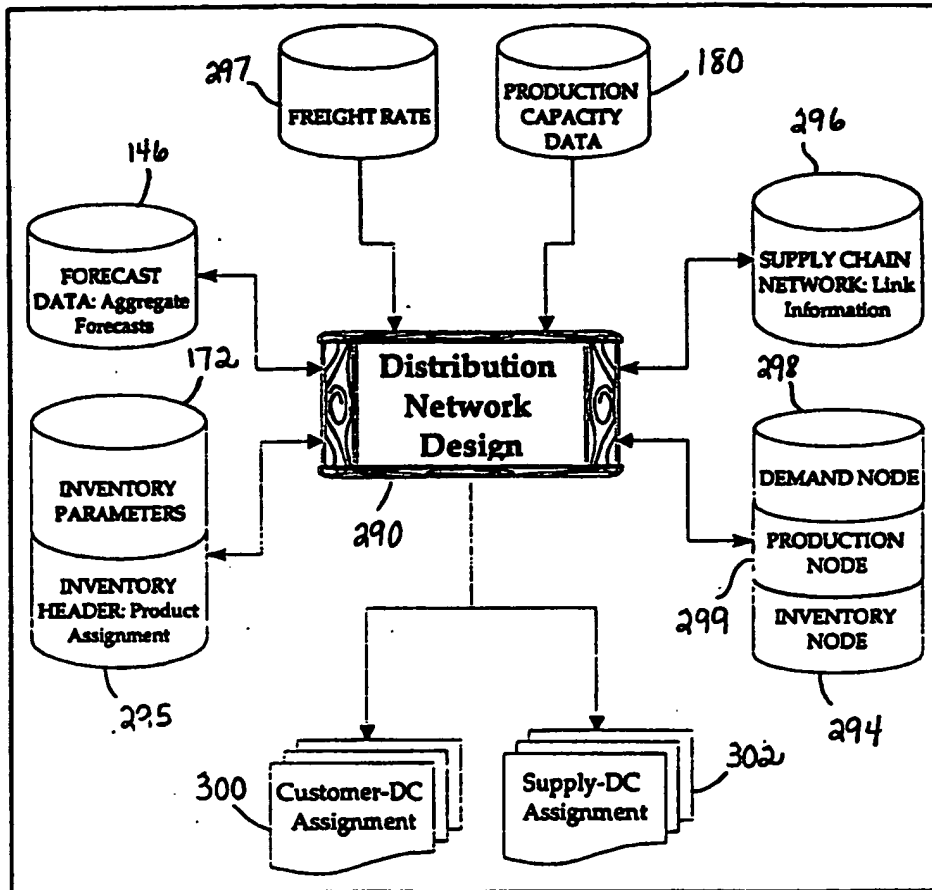 297
FREIGHT RATE
PRODUCTION
CAPACITY
DATA
180
146
FORECAST
DATA: Aggregate
Forecasts
296
SUPPLY CHAIN
NETWORK: Link
Information
172
INVENTORY
PARAMETERS
INVENTORY
HEADER: Product
Assignment
295
Distribution
Network
Design
290
298
DEMAND NODE
PRODUCTION
NODE
299
INVENTORY
NODE
294
300
Customer-DC
Assignment
Supply-DC
Assignment
302